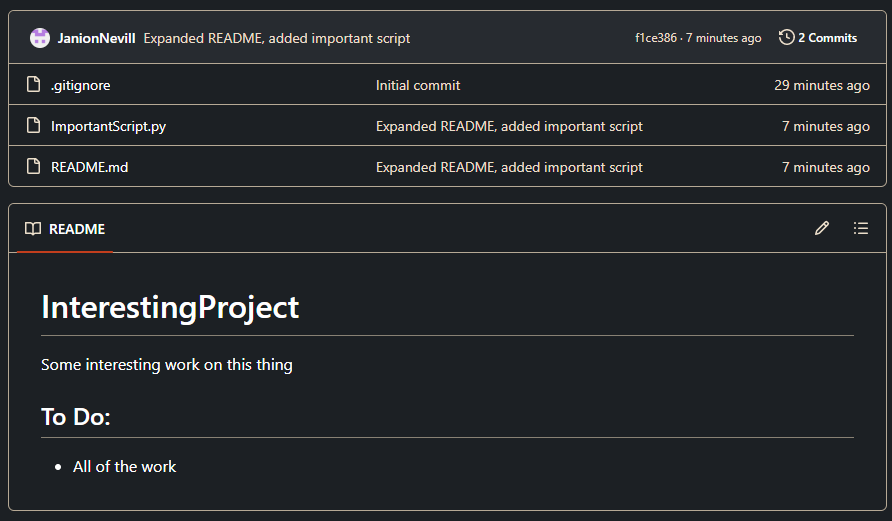 JanionNevill Expanded README, added important script f1ce386 · 7 minutes ago 2 Commits
.gitignore Initial commit 29 minutes ago
ImportantScript.py Expanded README, added important script 7 minutes ago
README.md Expanded README, added important script 7 minutes ago
README
InterestingProject
Some interesting work on this thing
To Do:
• All of the work